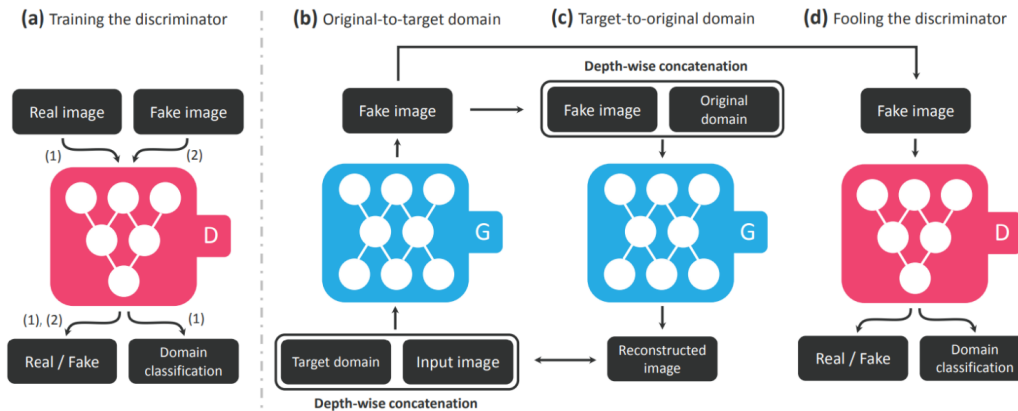 (a) Training the discriminator
Real image
Fake image
(1)
(2)
D
(1), (2)
(1)
Real / Fake
Domain
classification
(b) Original-to-target domain
Fake image
G
Target domain
Input image
Depth-wise concatenation
(c) Target-to-original domain
Depth-wise concatenation
Fake image
Original
domain
G
Reconstructed
image
(d) Fooling the discriminator
Fake image
D
Real / Fake
Domain
classification